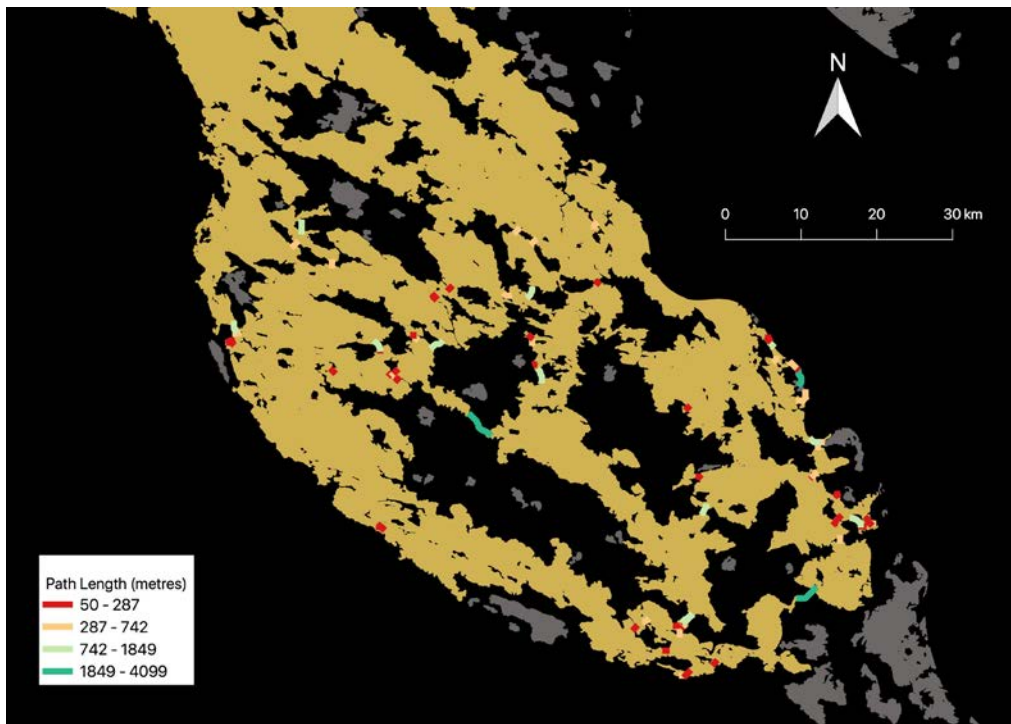 N
0 10 20 30 km
Path Length (metres)
50 - 287
287 - 742
742 - 1849
1849 - 4099